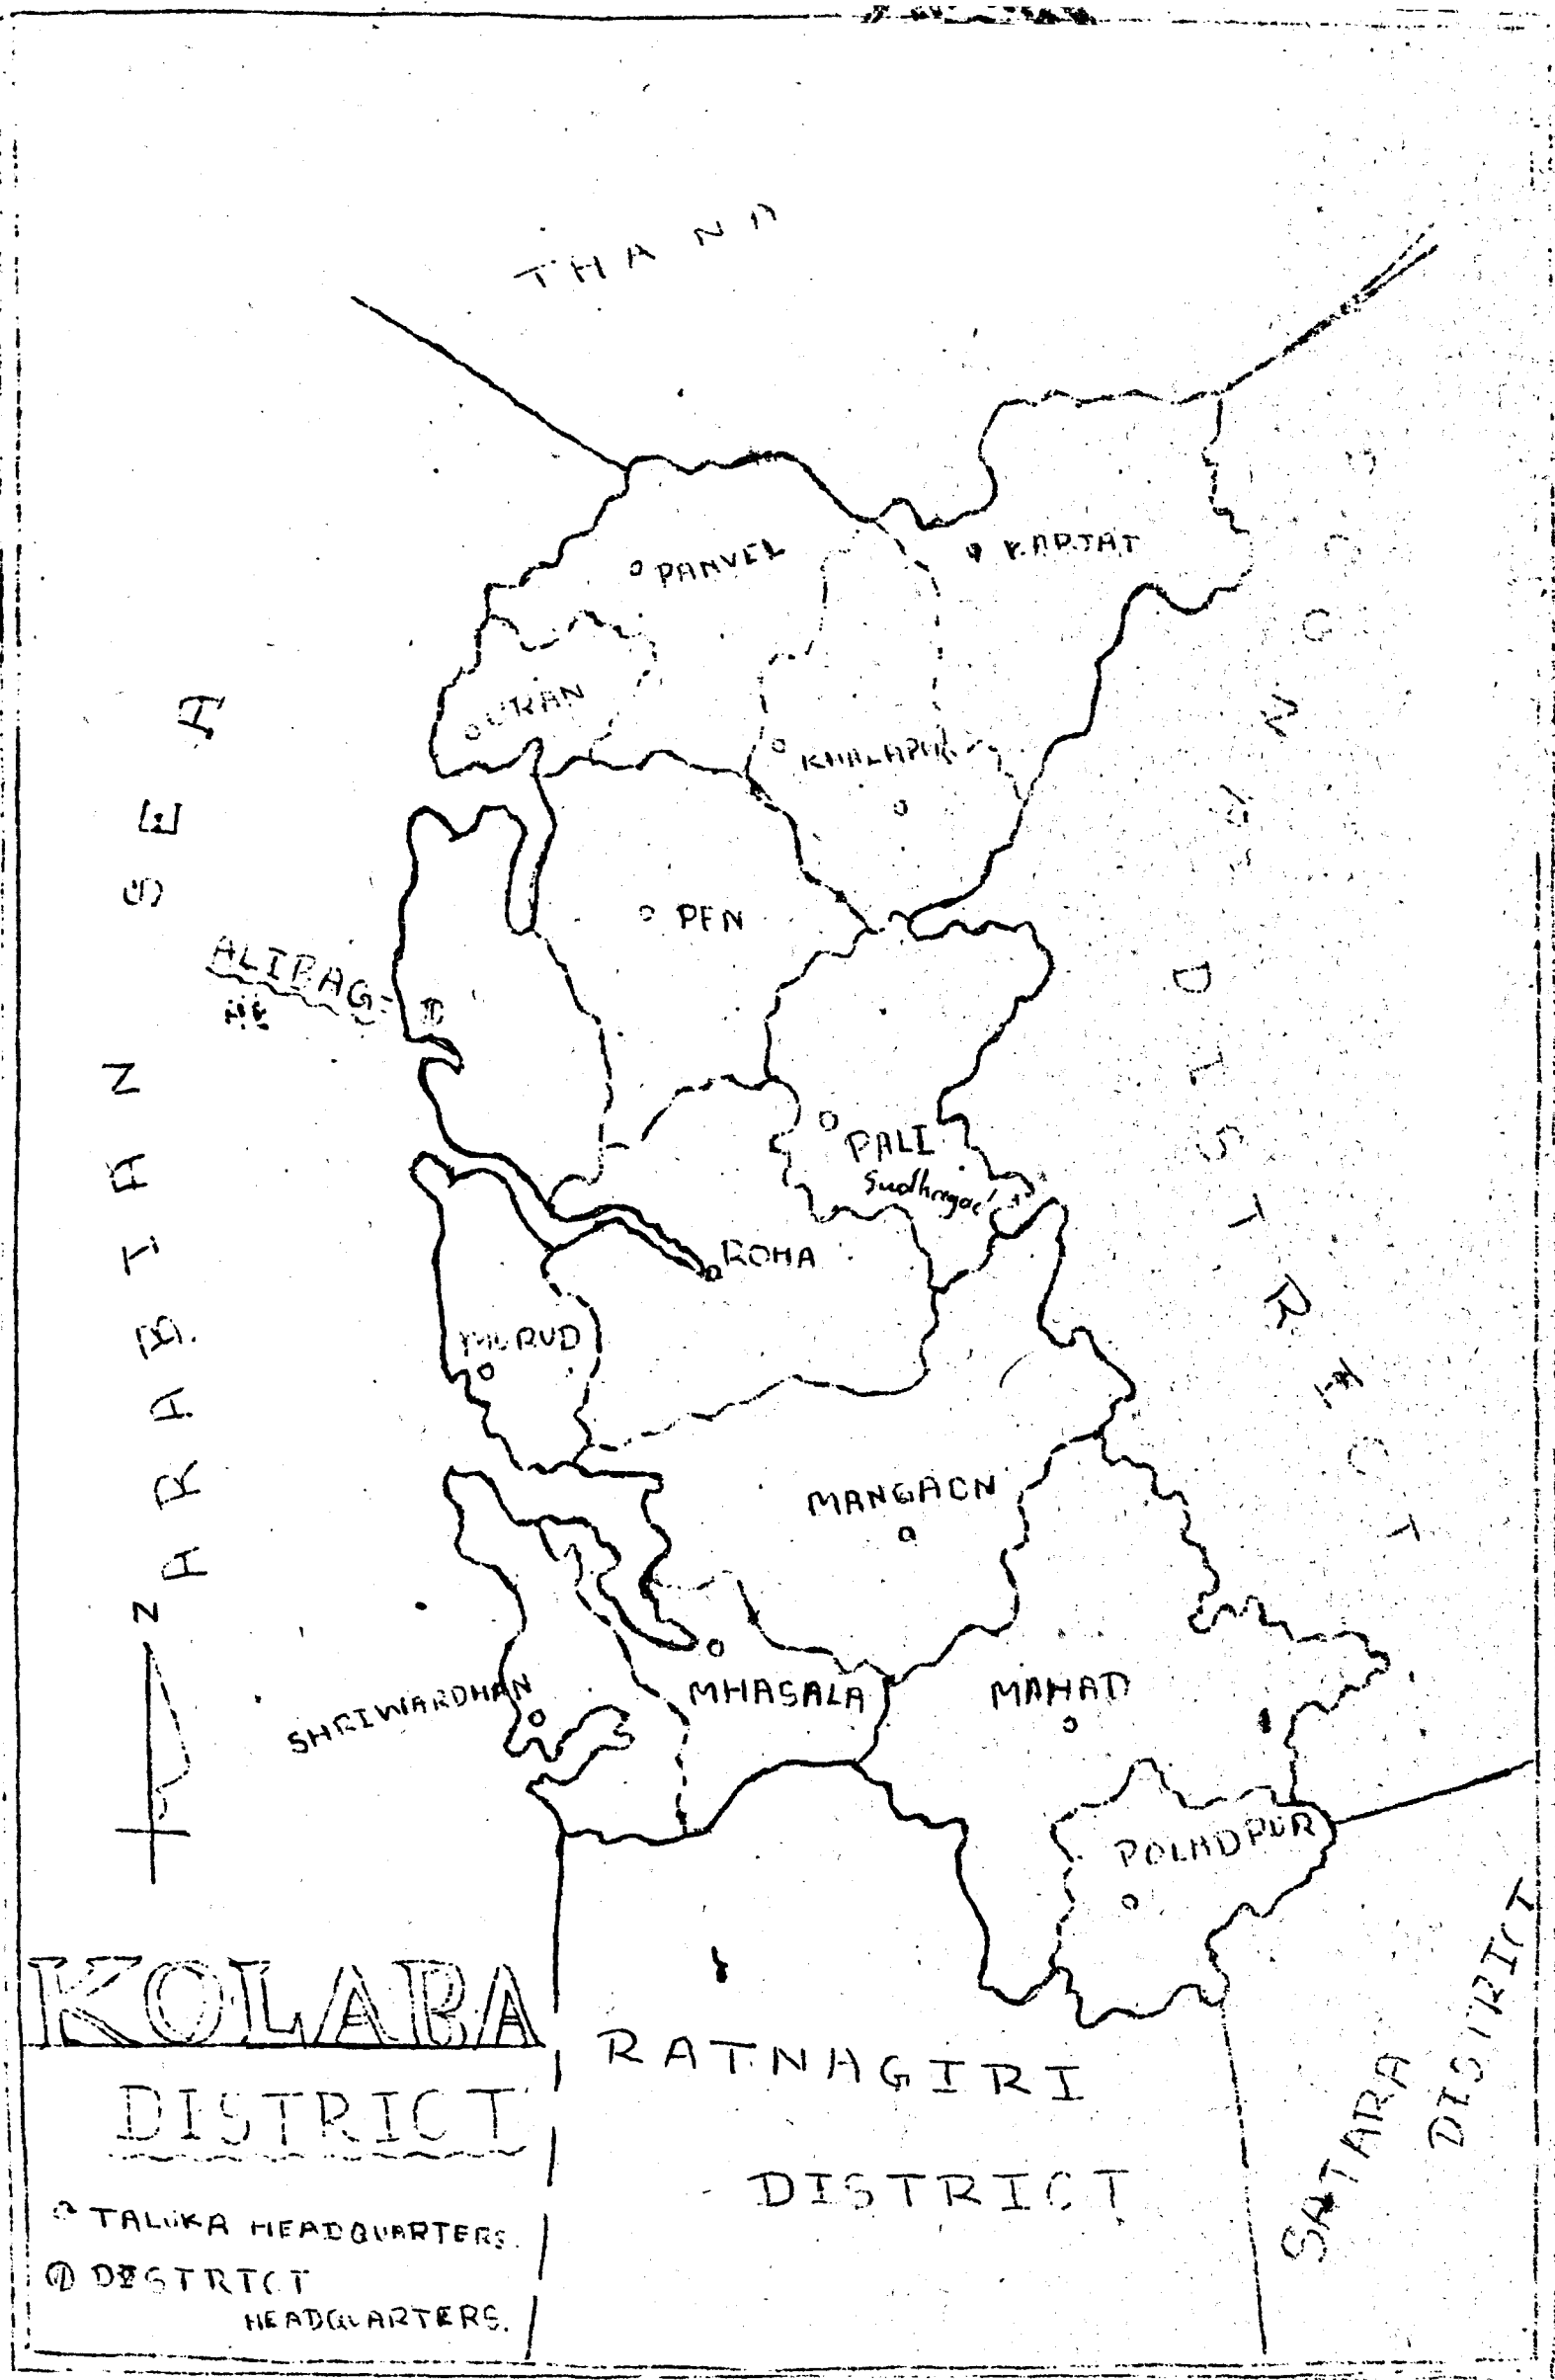 THANA
PANVEL
KARJAT
URAN
KHALAPUR
PEN
ALIBAG
PALI
Sudhagad
ROHA
MURUD
MANGAON
SHRIWARDHAN
MHASALA
MAHAD
POLADPUR
ARABIAN SEA
DISTRICT
N
KOLABA
DISTRICT
TALUKA HEADQUARTERS.
DISTRICT
HEADQUARTERS.
RATNAGIRI
DISTRICT
SATARA
DISTRICT